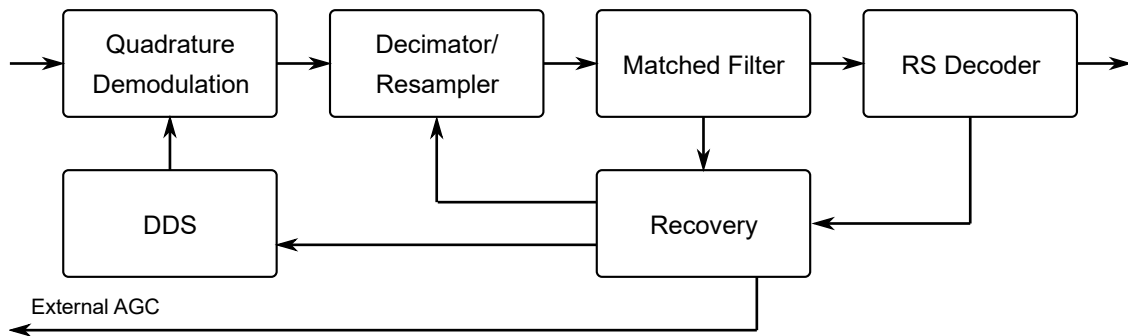 Quadrature
Demodulation
Decimator/
Resampler
Matched Filter
RS Decoder
DDS
Recovery
External AGC